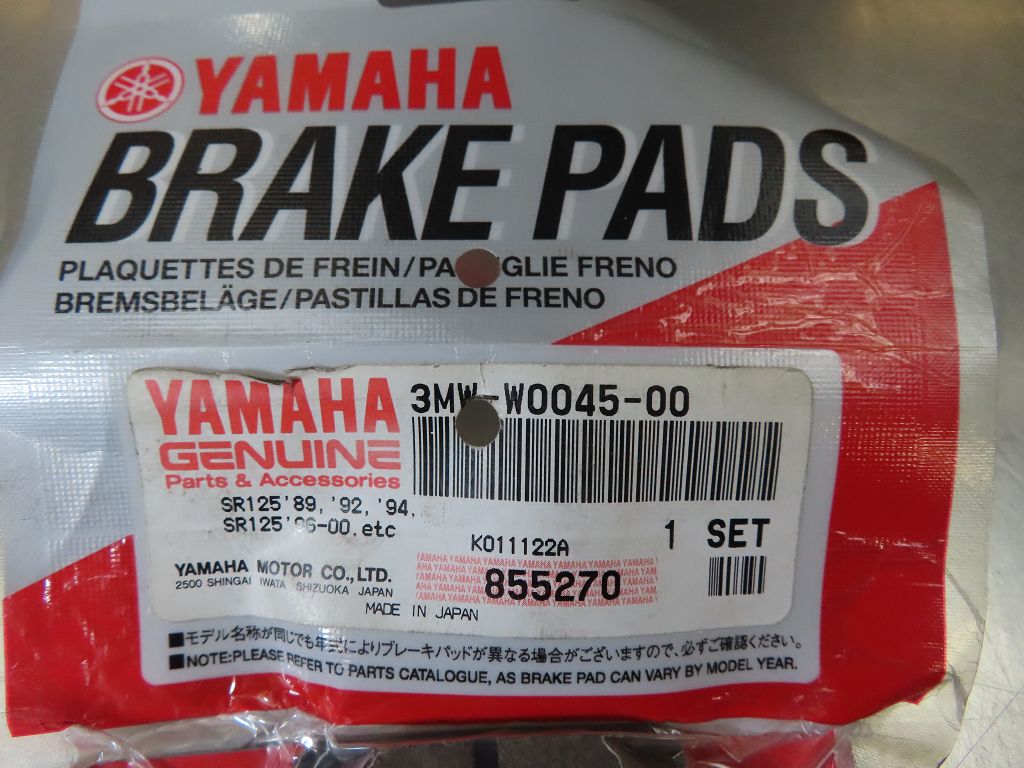 YAMAHA
BRAKE PADS
PLAQUETTES DE FREIN/PA GLIE FRENO
BREMSBELÄGE/PASTILLAS DE FRENO
YAMAHA 3MW-W0045-00
GENUINE
Parts & Accessories
SR125'89,'92,'94,
SR125'96-00.etc
K011122A
1 SET
YAMAHA MOTOR CO.,LTD.
2500 SHINGAI IWATA SHIZUOKA JAPAN
855270
MADE IN JAPAN
■モデル名称が同じでも年式によりブレーキパッドが異なる場合がございますので、必ずご確認ください。
■NOTE:PLEASE REFER TO PARTS CATALOGUE, AS BRAKE PAD CAN VARY BY MODEL YEAR.